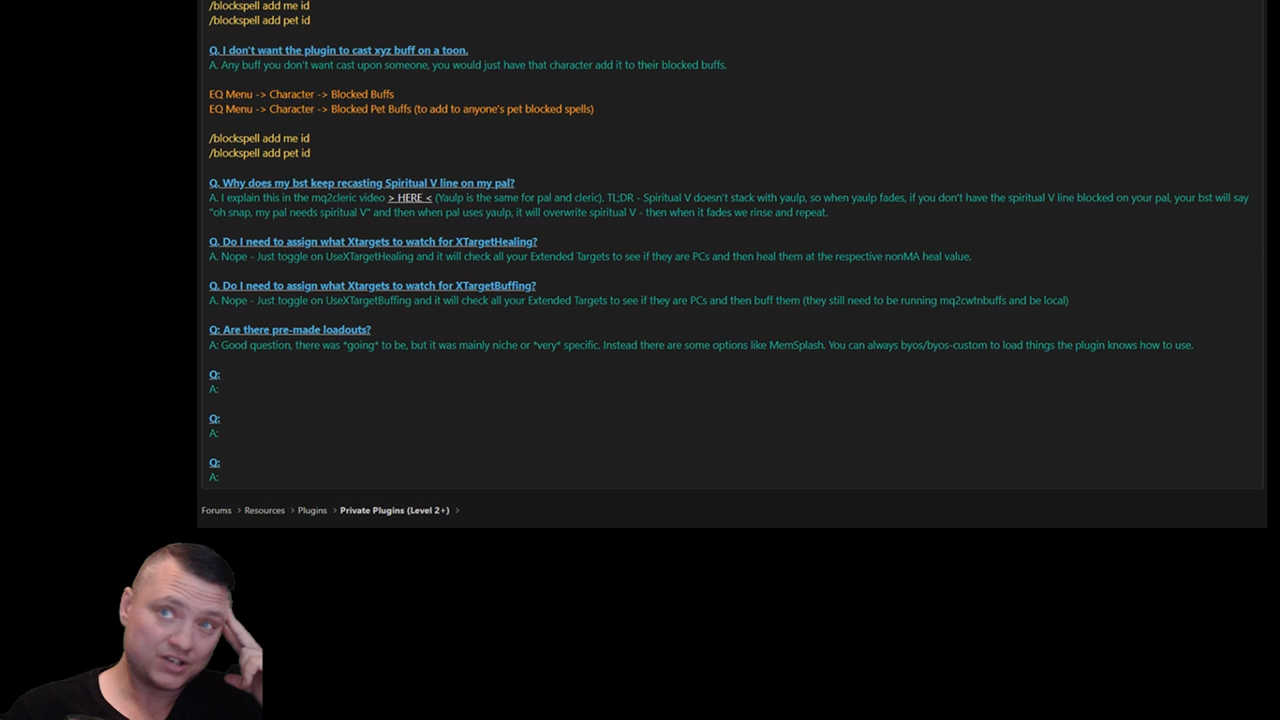 /blockspell add me id
/blockspell add pet id
Q. I don't want the plugin to cast xyz buff on a toon.
A. Any buff you don't want cast upon someone, you would just have that character add it to their blocked buffs.
EQ Menu -> Character -> Blocked Buffs
EQ Menu -> Character -> Blocked Pet Buffs (to add to anyone's pet blocked spells)
/blockspell add me id
/blockspell add pet id
Q. Why does my bst keep recasting Spiritual V line on my pal?
A. I explain this in the mq2cleric video > HERE < (Yaulp is the same for pal and cleric). TL;DR - Spiritual V doesn't stack with yaulp, so when yaulp fades, if you don't have the spiritual V line blocked on your pal, your bst will say
"oh snap, my pal needs spiritual V" and then when pal uses yaulp, it will overwrite spiritual V - then when it fades we rinse and repeat.
Q. Do I need to assign what Xtargets to watch for XTargetHealing?
A. Nope - Just toggle on UseXTargetHealing and it will check all your Extended Targets to see if they are PCs and then heal them at the respective nonMA heal value.
Q. Do I need to assign what Xtargets to watch for XTargetBuffing?
A. Nope - Just toggle on UseXTargetBuffing and it will check all your Extended Targets to see if they are PCs and then buff them (they still need to be running mq2cwtnbuffs and be local)
Q: Are there pre-made loadouts?
A: Good question, there was *going* to be, but it was mainly niche or *very* specific. Instead there are some options like MemSplash. You can always byos/byos-custom to load things the plugin knows how to use.
Q:
A:
Q:
A:
Q:
A:
Forums > Resources > Plugins > Private Plugins (Level 2+) >